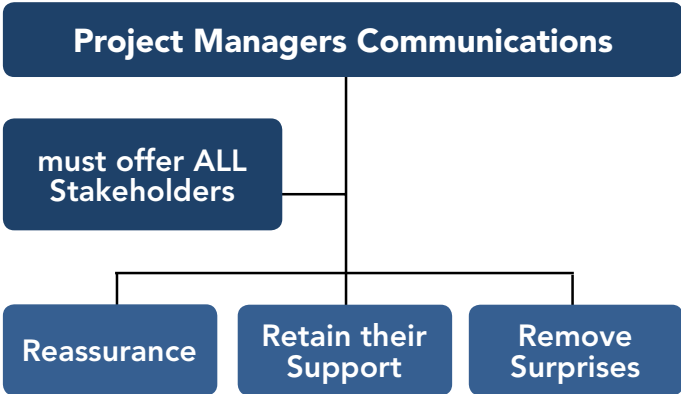 Project Managers Communications
must offer ALL
Stakeholders
Reassurance
Retain their
Support
Remove
Surprises